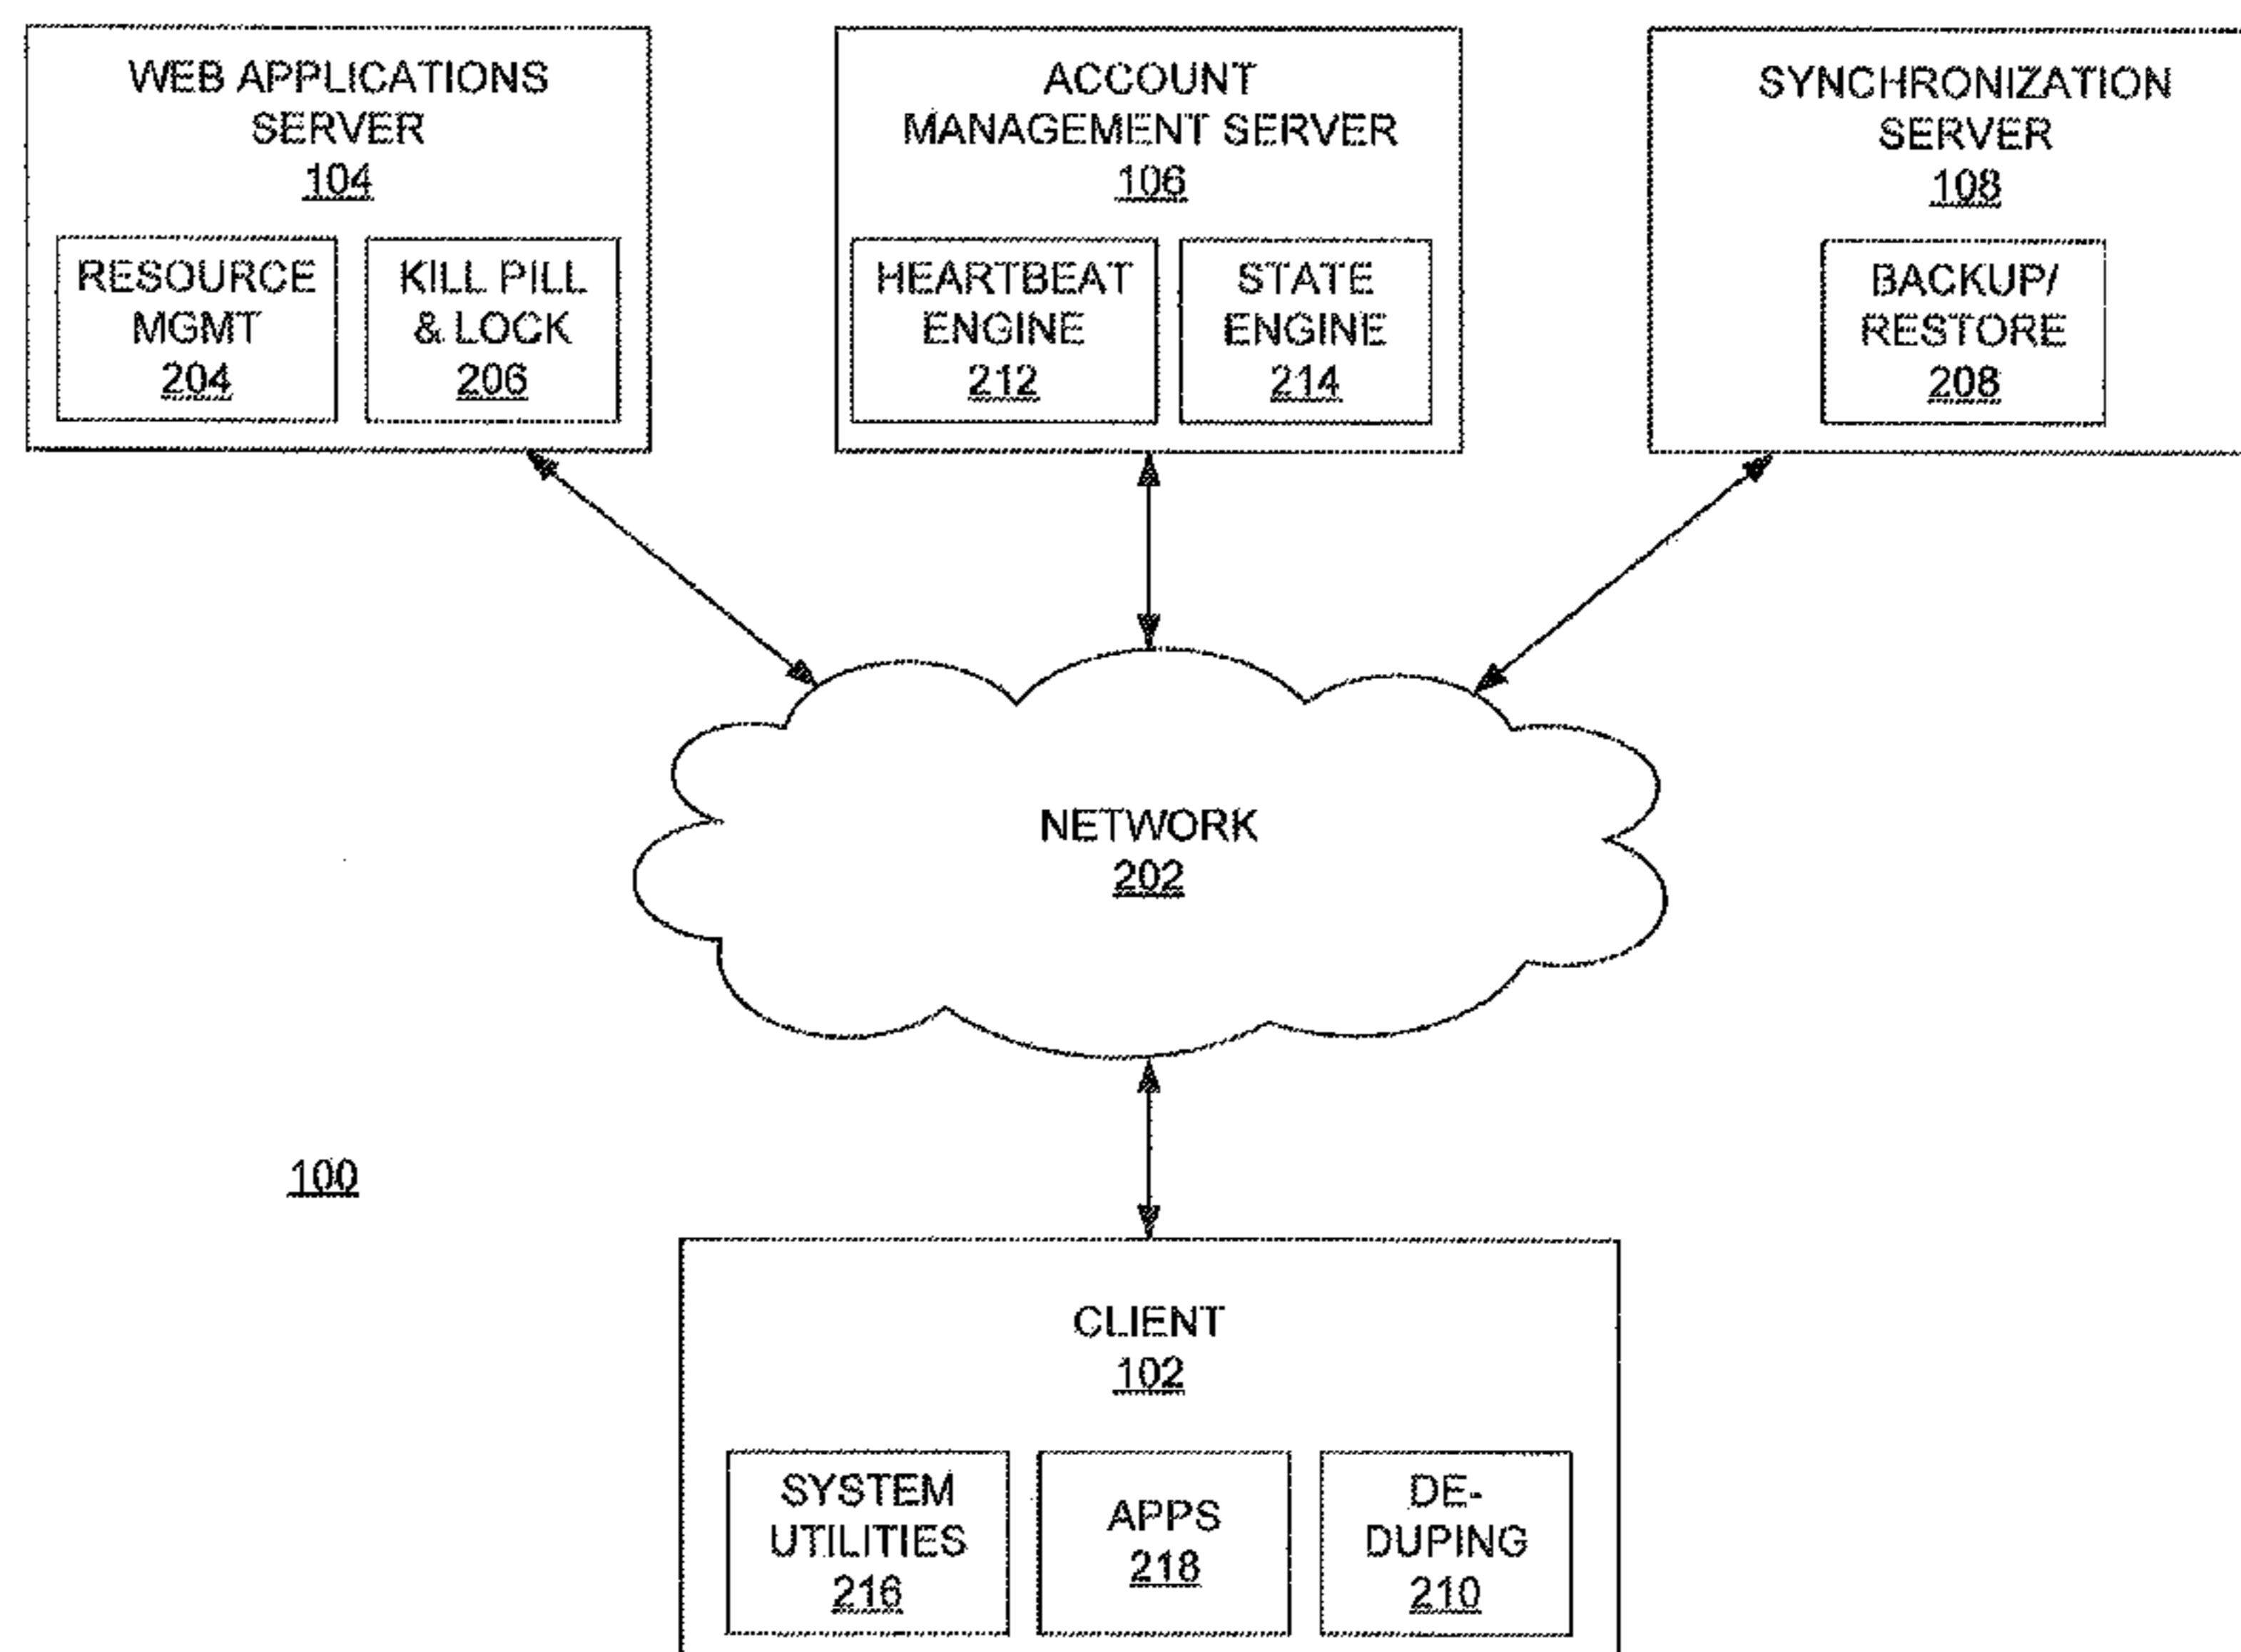 WEB APPLICATIONS
SERVER
104
RESOURCE
MGMT
204
KILL PILL
& LOCK
206
ACCOUNT
MANAGEMENT SERVER
106
HEARTBEAT
ENGINE
212
STATE
ENGINE
214
SYNCHRONIZATION
SERVER
108
BACKUP/
RESTORE
208
NETWORK
202
100
CLIENT
102
SYSTEM
UTILITIES
216
APPS
218
DE-
DUPING
210